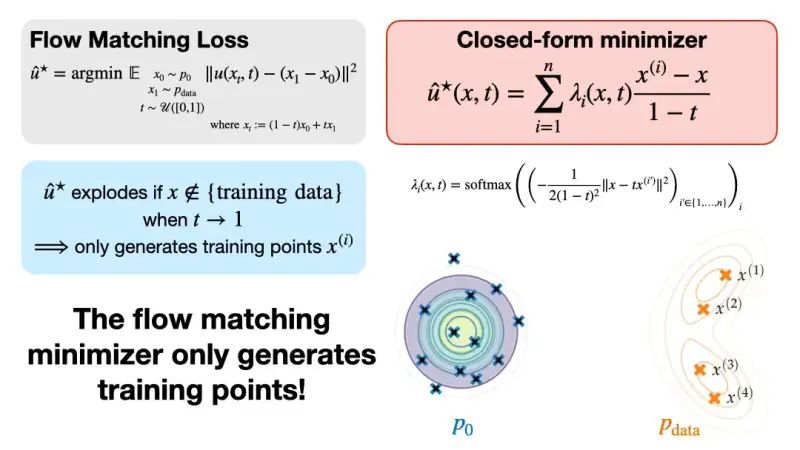 Flow Matching Loss
û⋆ = argmin 𝔼 x₀ ∼ p₀ ‖u(xₜ, t) − (x₁ − x₀)‖²
x₁ ∼ p_data
t ∼ 𝒰([0,1])
where xₜ := (1 − t)x₀ + tx₁
Closed-form minimizer
û⋆(x, t) = ∑ᵢ₌₁ⁿ λᵢ(x, t) (x⁽ⁱ⁾ − x)/(1 − t)
û⋆ explodes if x ∉ {training data}
when t → 1
⟹ only generates training points x⁽ⁱ⁾
λᵢ(x, t) = softmax((−1/(2(1 − t)²) ‖x − tx⁽ⁱ′⁾‖²)_{i′∈{1,…,n}})ᵢ
The flow matching
minimizer only generates
training points!
x⁽¹⁾
x⁽²⁾
x⁽³⁾
x⁽⁴⁾
p₀
p_data